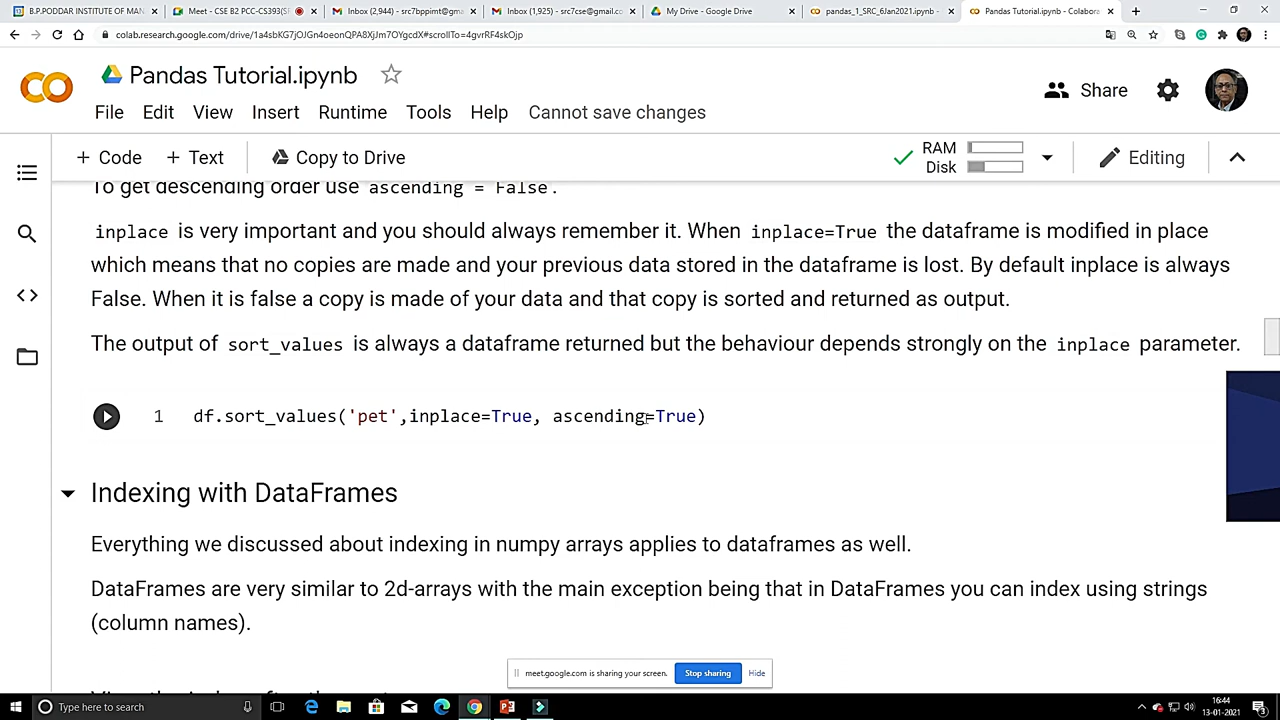 B.P.PODDAR INSTITUTE OF MAN
Meet - CSE B2 PCC-CS393(SI
Inbox (2,944) - src7bppimt@gma
Inbox (1,925) - src7cse@gmail.co
My Drive - Google Drive
pandas_1_SRC_6Jan2021.ipynb -
Pandas Tutorial.ipynb - Colabora
colab.research.google.com/drive/1a4sbKG7jOJGn4oeonQPA8XjJm7OYgcdX#scrollTo=4gvrRF4skOjp
Pandas Tutorial.ipynb
Share
File Edit View Insert Runtime Tools Help Cannot save changes
+ Code + Text Copy to Drive
RAM
Disk
Editing
To get descending order use ascending = False.
inplace is very important and you should always remember it. When inplace=True the dataframe is modified in place
which means that no copies are made and your previous data stored in the dataframe is lost. By default inplace is always
False. When it is false a copy is made of your data and that copy is sorted and returned as output.
The output of sort_values is always a dataframe returned but the behaviour depends strongly on the inplace parameter.
1 df.sort_values('pet',inplace=True, ascending=True)
Indexing with DataFrames
Everything we discussed about indexing in numpy arrays applies to dataframes as well.
DataFrames are very similar to 2d-arrays with the main exception being that in DataFrames you can index using strings
(column names).
meet.google.com is sharing your screen. Stop sharing Hide
Type here to search
16:44
13-01-2021